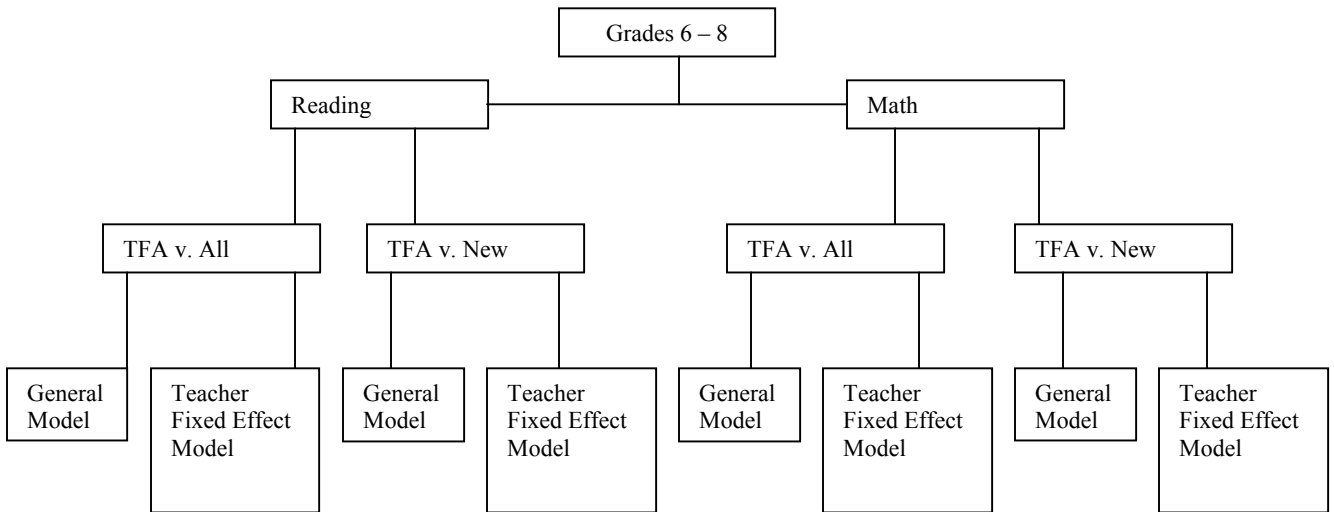 Grades 6 – 8
Reading
Math
TFA v. All
TFA v. New
TFA v. All
TFA v. New
General
Model
Teacher
Fixed Effect
Model
General
Model
Teacher
Fixed Effect
Model
General
Model
Teacher
Fixed Effect
Model
General
Model
Teacher
Fixed Effect
Model